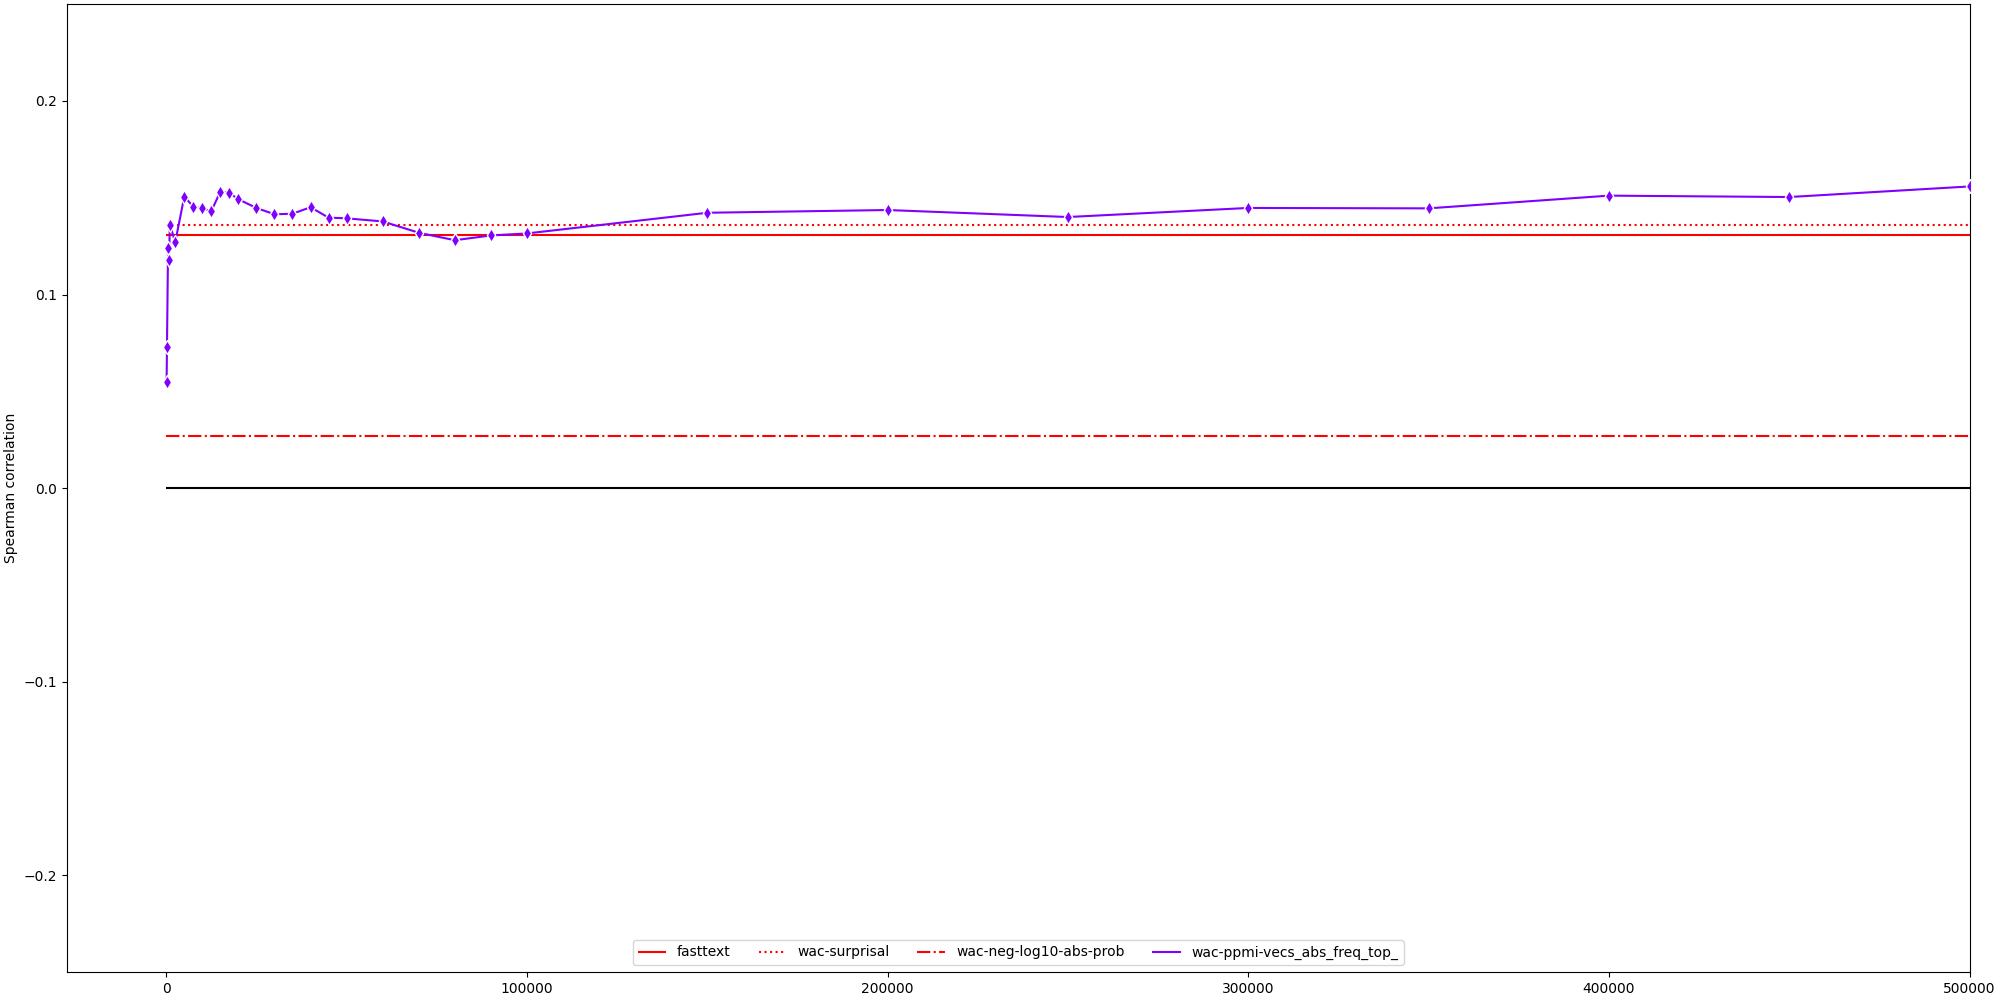 Spearman correlation
0.2
0.1
0.0
−0.1
−0.2
0 100000 200000 300000 400000 500000
fasttext wac-surprisal wac-neg-log10-abs-prob wac-ppmi-vecs_abs_freq_top_